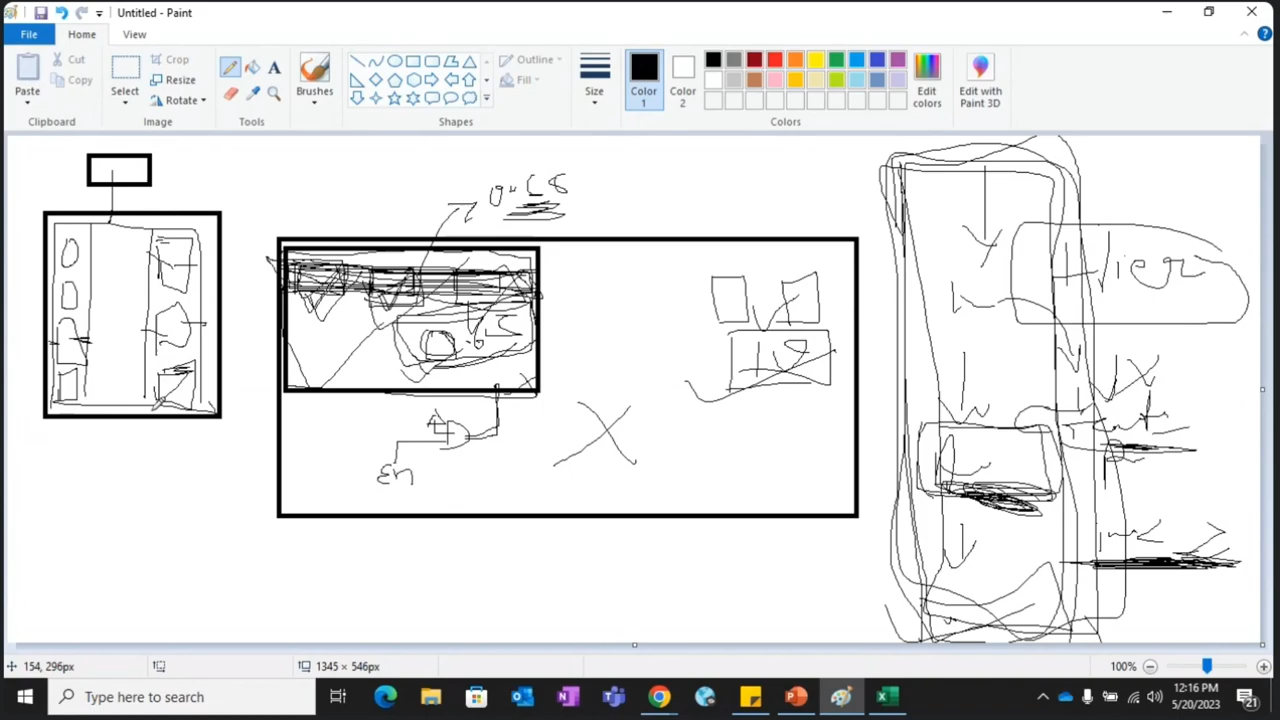 Untitled - Paint
File
Home
View
Paste
Cut
Copy
Clipboard
Select
Crop
Resize
Rotate
Image
Tools
Brushes
Outline
Fill
Shapes
Size
Color
1
Color
2
Edit
colors
Colors
Edit with
Paint 3D
En
154, 296px
1345 × 546px
100%
Type here to search
12:16 PM
5/20/2023
21